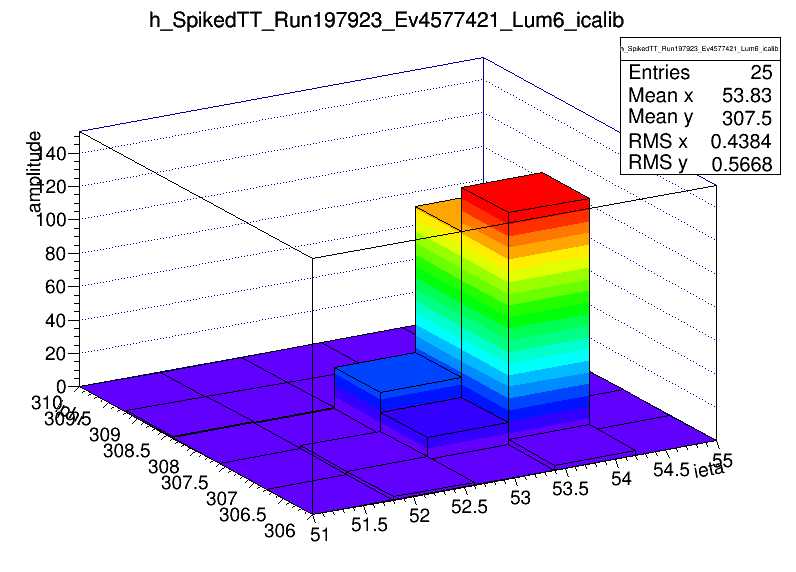 h_SpikedTT_Run197923_Ev4577421_Lum6_icalib
h_SpikedTT_Run197923_Ev4577421_Lum6_icalib
Entries 25
Mean x 53.83
Mean y 307.5
RMS x 0.4384
RMS y 0.5668
amplitude
140
120
100
80
60
40
20
0
310
309.5
309
308.5
308
307.5
307
306.5
306
51
51.5
52
52.5
53
53.5
54
54.5
55
ieta